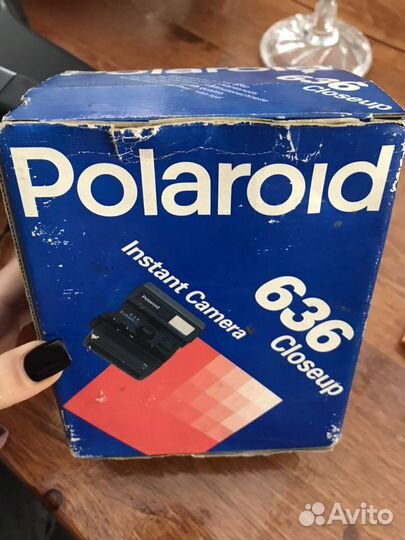 636
Closeup
Polaroid
Instant Camera
636
Closeup
Polaroid
Avito